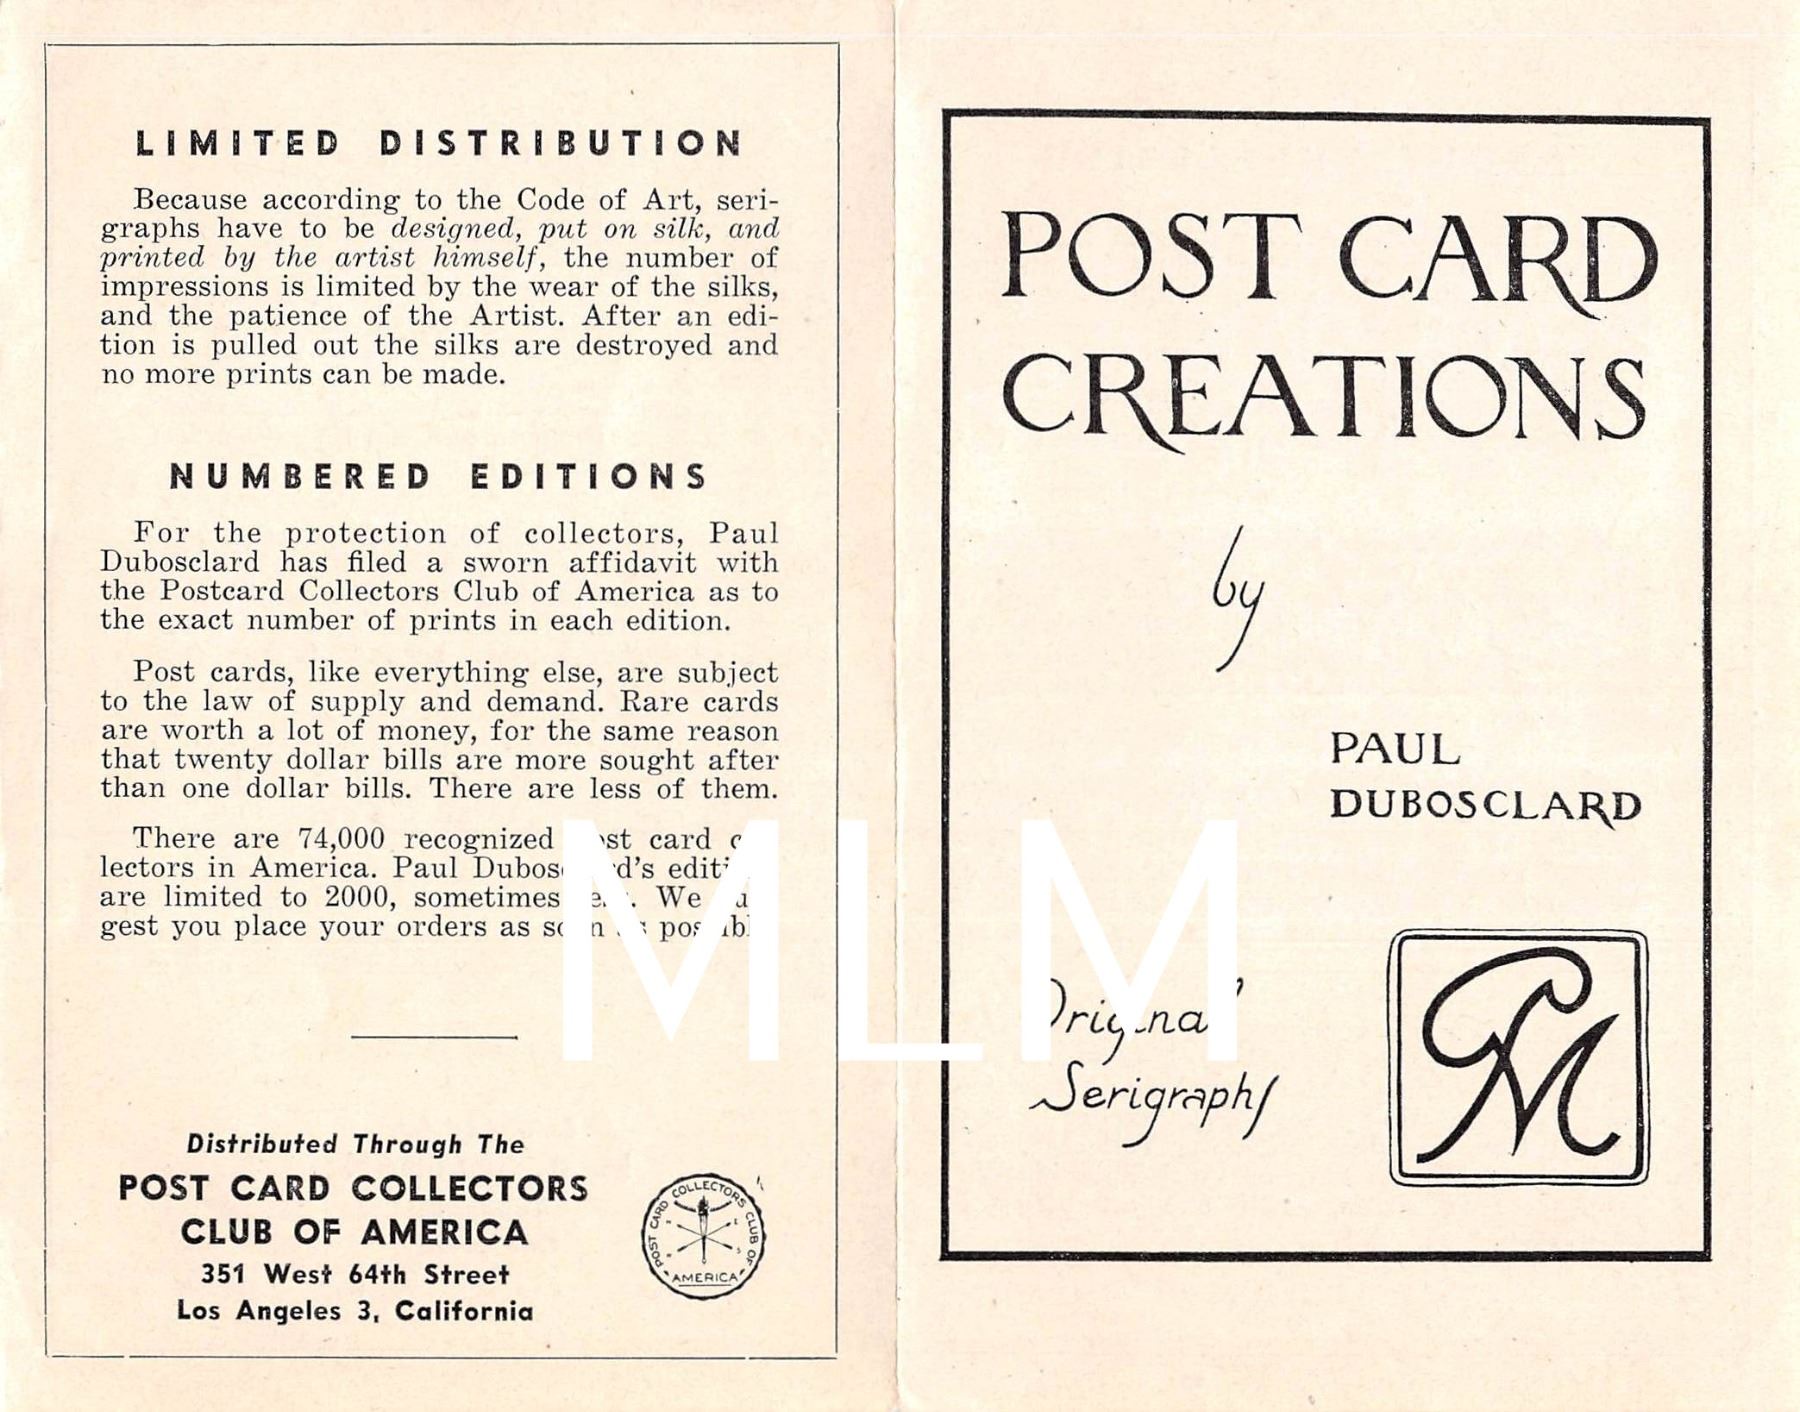 LIMITED DISTRIBUTION
Because according to the Code of Art, seri-
graphs have to be designed, put on silk, and
printed by the artist himself, the number of
impressions is limited by the wear of the silks,
and the patience of the Artist. After an edi-
tion is pulled out the silks are destroyed and
no more prints can be made.
NUMBERED EDITIONS
For the protection of collectors, Paul
Dubosclard has filed a sworn affidavit with
the Postcard Collectors Club of America as to
the exact number of prints in each edition.
Post cards, like everything else, are subject
to the law of supply and demand. Rare cards
are worth a lot of money, for the same reason
that twenty dollar bills are more sought after
than one dollar bills. There are less of them.
There are 74,000 recognized card
lectors in America. Paul
are limited to 2000, sometimes We
gest you place your orders as
Distributed Through The
POST CARD COLLECTORS
CLUB OF AMERICA
351 West 64th Street
Los Angeles 3, California
POST CARD COLLECTORS CLUB OF
AMERICA
POST CARD
CREATIONS
by
PAUL
DUBOSCLARD
Original
Serigraphs
MLM